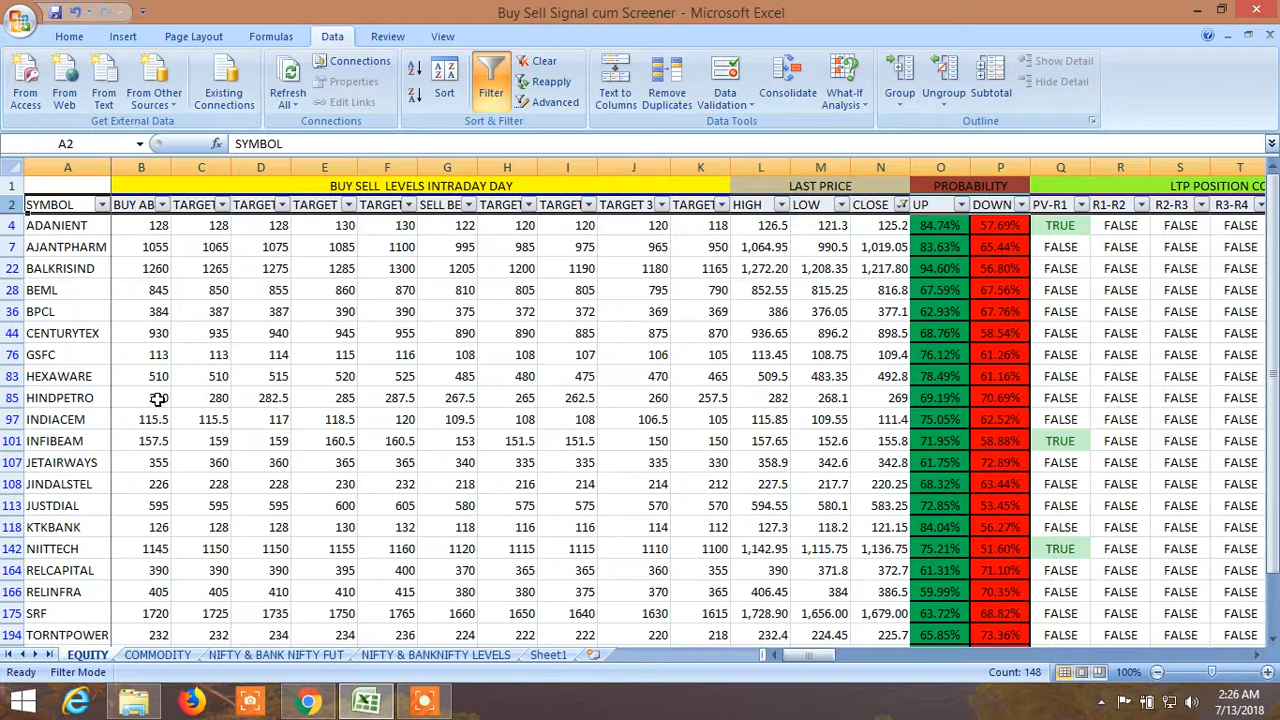 Buy Sell Signal cum Screener - Microsoft Excel
Home Insert Page Layout Formulas Data Review View
From Access From Web From Text From Other Sources Existing Connections Refresh All Connections Properties Edit Links Sort Filter Clear Reapply Advanced Text to Columns Remove Duplicates Data Validation Consolidate What-If Analysis Group Ungroup Subtotal Show Detail Hide Detail
Get External Data Connections Sort & Filter Data Tools Outline
A2 fx SYMBOL
A B C D E F G H I J K L M N O P Q R S T
1 BUY SELL LEVELS INTRADAY DAY LAST PRICE PROBABILITY LTP POSITION CO
2 SYMBOL BUY AB TARGET TARGET TARGET TARGET SELL BE TARGET TARGET TARGET 3 TARGET HIGH LOW CLOSE UP DOWN PV-R1 R1-R2 R2-R3 R3-R4
4 ADANIENT 128 128 128 130 130 122 120 120 120 118 126.5 121.3 125.2 84.74% 57.69% TRUE FALSE FALSE FALSE
7 AJANTPHARM 1055 1065 1075 1085 1100 995 985 975 965 950 1,064.95 990.5 1,019.05 83.63% 65.44% FALSE FALSE FALSE FALSE
22 BALKRISIND 1260 1265 1275 1285 1300 1205 1200 1190 1180 1165 1,272.20 1,208.35 1,217.80 94.60% 56.80% FALSE FALSE FALSE FALSE
28 BEML 845 850 855 860 870 810 805 805 795 790 852.55 815.25 816.8 67.59% 67.56% FALSE FALSE FALSE FALSE
36 BPCL 384 387 387 390 390 375 372 372 369 369 386 376.05 377.1 62.93% 67.76% FALSE FALSE FALSE FALSE
44 CENTURYTEX 930 935 940 945 955 890 890 885 875 870 936.65 896.2 898.5 68.76% 58.54% FALSE FALSE FALSE FALSE
76 GSFC 113 113 114 115 116 108 108 107 106 105 113.45 108.75 109.4 76.12% 61.26% FALSE FALSE FALSE FALSE
83 HEXAWARE 510 510 515 520 525 485 480 475 470 465 509.5 483.35 492.8 78.49% 61.16% FALSE FALSE FALSE FALSE
85 HINDPETRO 280 282.5 285 287.5 267.5 265 262.5 260 257.5 282 268.1 269 69.19% 70.69% FALSE FALSE FALSE FALSE
97 INDIACEM 115.5 115.5 117 118.5 120 109.5 108 108 106.5 105 115.85 109.55 111.4 75.05% 62.52% FALSE FALSE FALSE FALSE
101 INFIBEAM 157.5 159 159 160.5 160.5 153 151.5 151.5 150 150 157.65 152.6 155.8 71.95% 58.88% TRUE FALSE FALSE FALSE
107 JETAIRWAYS 355 360 360 365 365 340 335 335 330 330 358.9 342.6 342.8 61.75% 72.89% FALSE FALSE FALSE FALSE
108 JINDALSTEL 226 228 228 230 232 218 216 214 214 212 227.5 217.7 220.25 68.32% 63.44% FALSE FALSE FALSE FALSE
113 JUSTDIAL 595 595 595 600 605 580 575 575 570 570 594.55 580.1 583.25 72.85% 53.45% FALSE FALSE FALSE FALSE
118 KTKBANK 126 128 128 130 132 118 116 116 114 112 127.3 118.2 121.15 84.04% 56.27% FALSE FALSE FALSE FALSE
142 NIITTECH 1145 1150 1150 1155 1160 1120 1115 1115 1110 1100 1,142.95 1,115.75 1,136.75 75.21% 51.60% TRUE FALSE FALSE FALSE
164 RELCAPITAL 390 390 390 395 400 370 365 365 360 355 390 371.8 372.7 61.31% 71.10% FALSE FALSE FALSE FALSE
166 RELINFRA 405 405 410 410 415 380 380 375 370 365 406.45 384 386.5 59.99% 70.35% FALSE FALSE FALSE FALSE
175 SRF 1720 1725 1735 1750 1765 1660 1650 1640 1630 1615 1,728.90 1,656.00 1,679.00 63.72% 68.82% FALSE FALSE FALSE FALSE
194 TORNTPOWER 232 232 234 234 236 224 222 222 220 218 232.4 224.45 225.7 65.85% 73.36% FALSE FALSE FALSE FALSE
EQUITY COMMODITY NIFTY & BANK NIFTY FUT NIFTY & BANKNIFTY LEVELS Sheet1
Ready Filter Mode Count: 148 100%
2:26 AM
7/13/2018